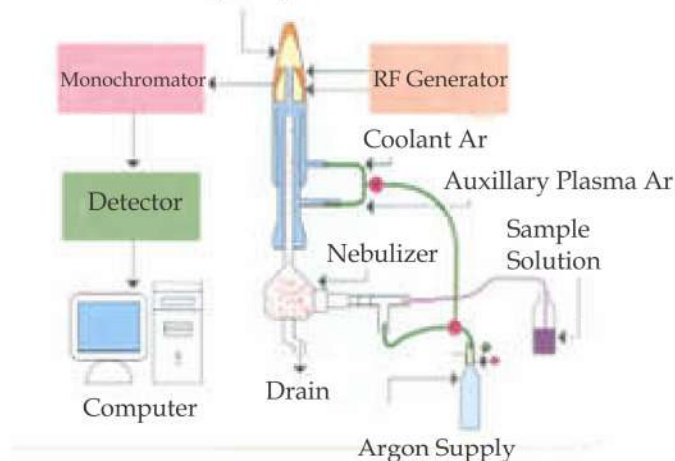 Monochromator
RF Generator
Coolant Ar
Auxillary Plasma Ar
Detector
Sample
Solution
Nebulizer
Drain
Computer
Argon Supply